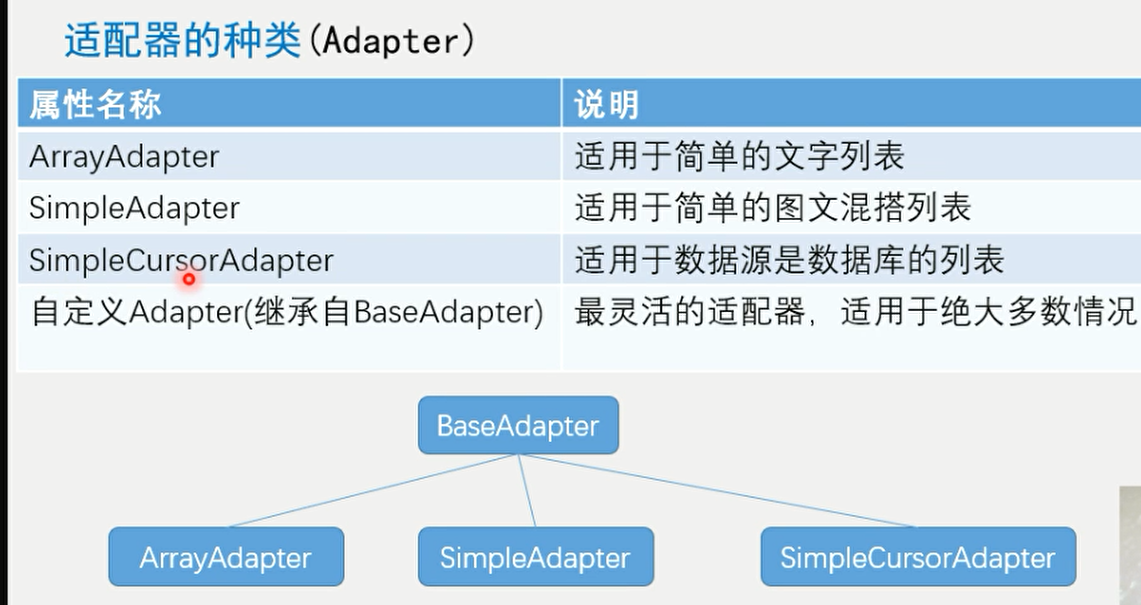 适配器的种类(Adapter)
属性名称 说明
ArrayAdapter 适用于简单的文字列表
SimpleAdapter 适用于简单的图文混搭列表
SimpleCursorAdapter 适用于数据源是数据库的列表
自定义Adapter(继承自BaseAdapter) 最灵活的适配器，适用于绝大多数情况
BaseAdapter
ArrayAdapter SimpleAdapter SimpleCursorAdapter